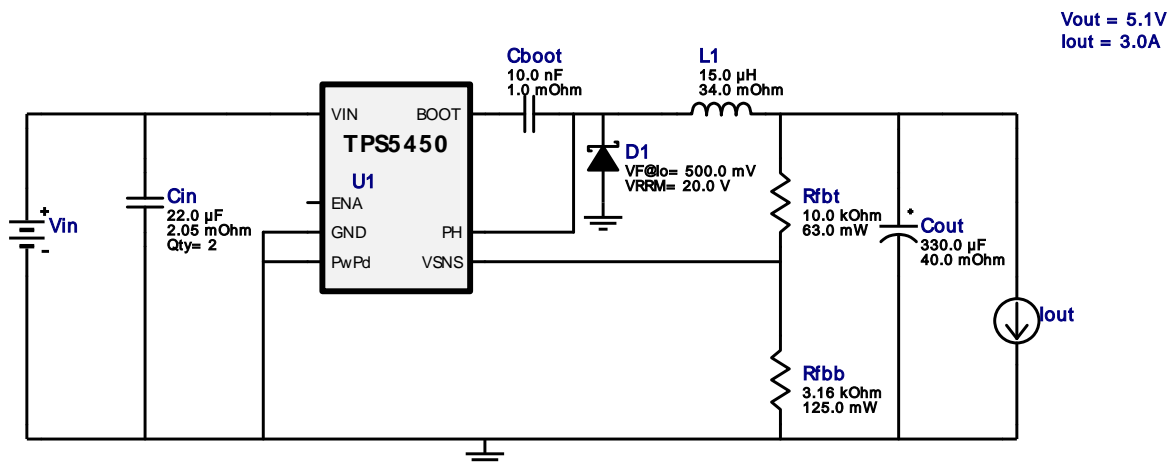 Vout = 5.1V
Iout = 3.0A
Cboot
10.0 nF
1.0 mOhm
L1
15.0 µH
34.0 mOhm
VIN
BOOT
TPS5450
U1
ENA
GND
PH
PwPd
VSNS
D1
VF@Io= 500.0 mV
VRRM= 20.0 V
Cin
22.0 µF
2.05 mOhm
Qty= 2
+
Vin
-
Rfbt
10.0 kOhm
63.0 mW
Cout
330.0 µF
40.0 mOhm
Iout
Rfbb
3.16 kOhm
125.0 mW